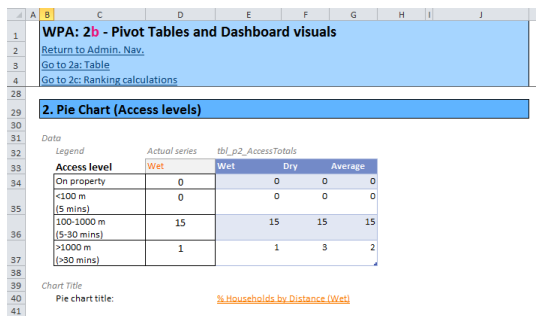 A B C D E F G H I J
1 WPA: 2b - Pivot Tables and Dashboard visuals
2 Return to Admin. Nav.
3 Go to 2a: Table
4 Go to 2c: Ranking calculations
28
29 2. Pie Chart (Access levels)
30
31 Data
32 Legend Actual series tbl_p2_AccessTotals
33 Access level Wet Wet Dry Average
34 On property 0 0 0 0
<100 m 0 0 0 0
35 (5 mins)
100-1000 m 15 15 15 15
36 (5-30 mins)
>1000 m 1 1 3 2
37 (>30 mins)
38
39 Chart Title
40 Pie chart title: % Households by Distance (Wet)
41